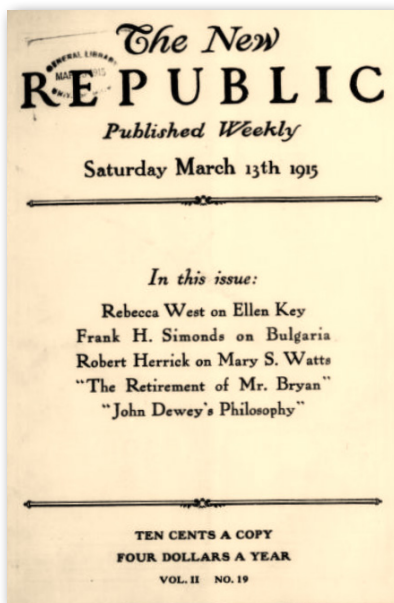 The New
REPUBLIC
GENERAL LIBRARY
Published Weekly
Saturday March 13th 1915
In this issue:
Rebecca West on Ellen Key
Frank H. Simonds on Bulgaria
Robert Herrick on Mary S. Watts
"The Retirement of Mr. Bryan"
"John Dewey's Philosophy"
TEN CENTS A COPY
FOUR DOLLARS A YEAR
VOL. II NO. 19